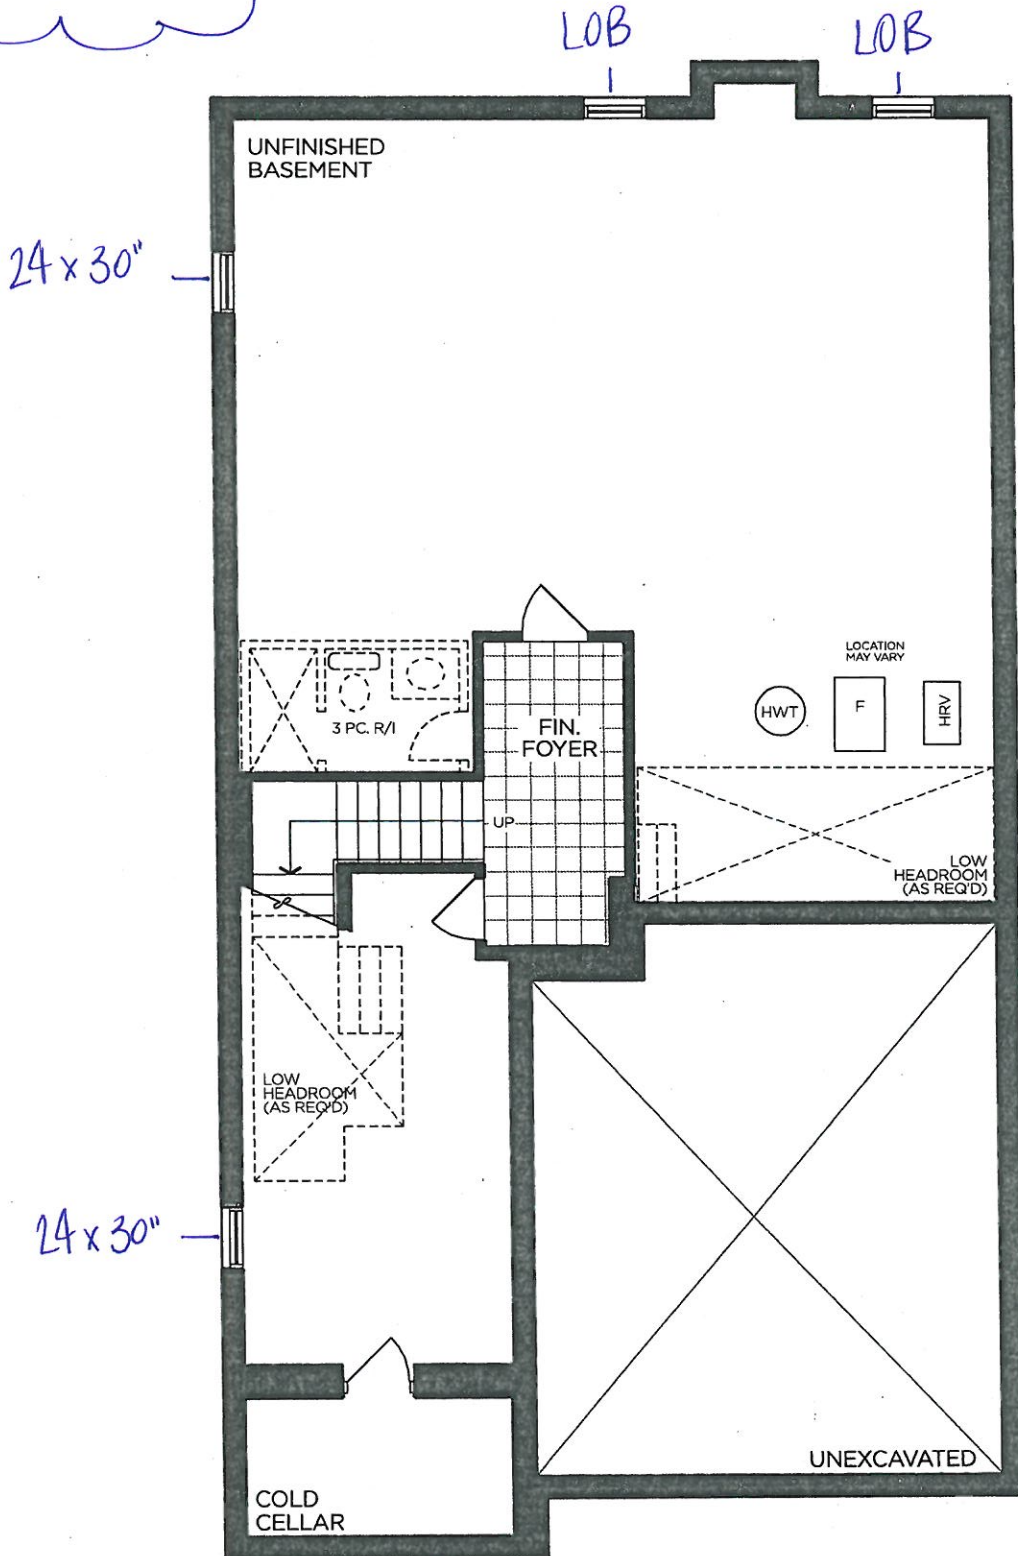 LOB
LOB
UNFINISHED
BASEMENT
24 x 30"
LOCATION
MAY VARY
HWT
F
HRV
3 PC. R/I
FIN.
FOYER
UP
LOW
HEADROOM
(AS REQ'D)
LOW
HEADROOM
(AS REQ'D)
24 x 30"
UNEXCAVATED
COLD
CELLAR